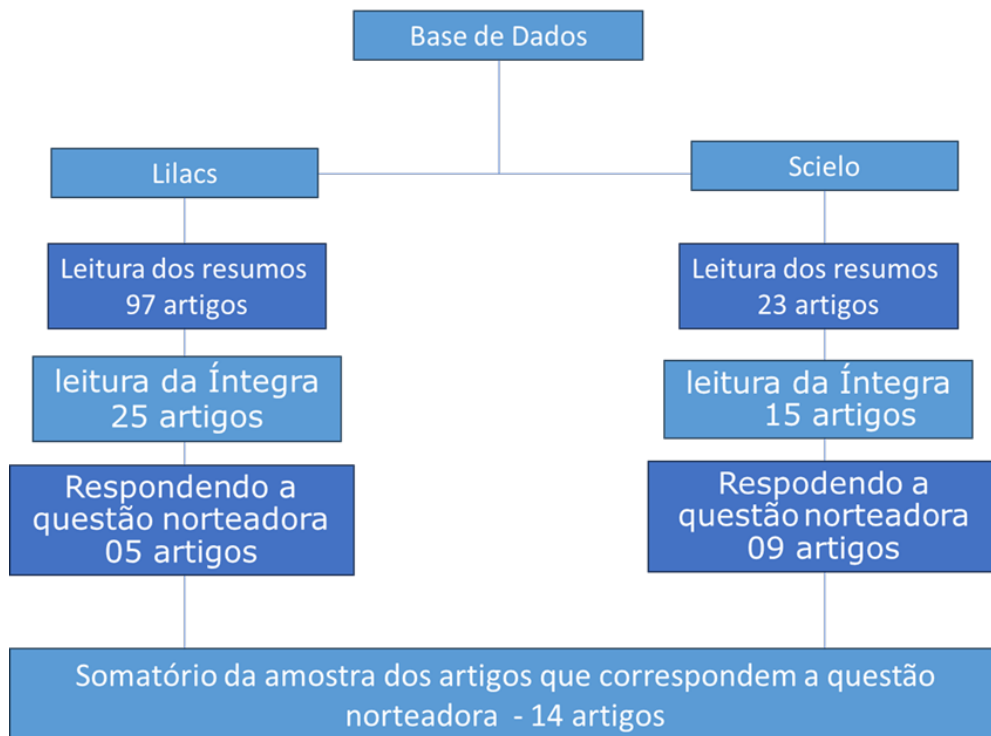 Base de Dados
Lilacs
Leitura dos resumos
97 artigos
leitura da Íntegra
25 artigos
Respondendo a
questão norteadora
05 artigos
Scielo
Leitura dos resumos
23 artigos
leitura da Íntegra
15 artigos
Respodendo a
questão norteadora
09 artigos
Somatório da amostra dos artigos que correspondem a questão
norteadora - 14 artigos